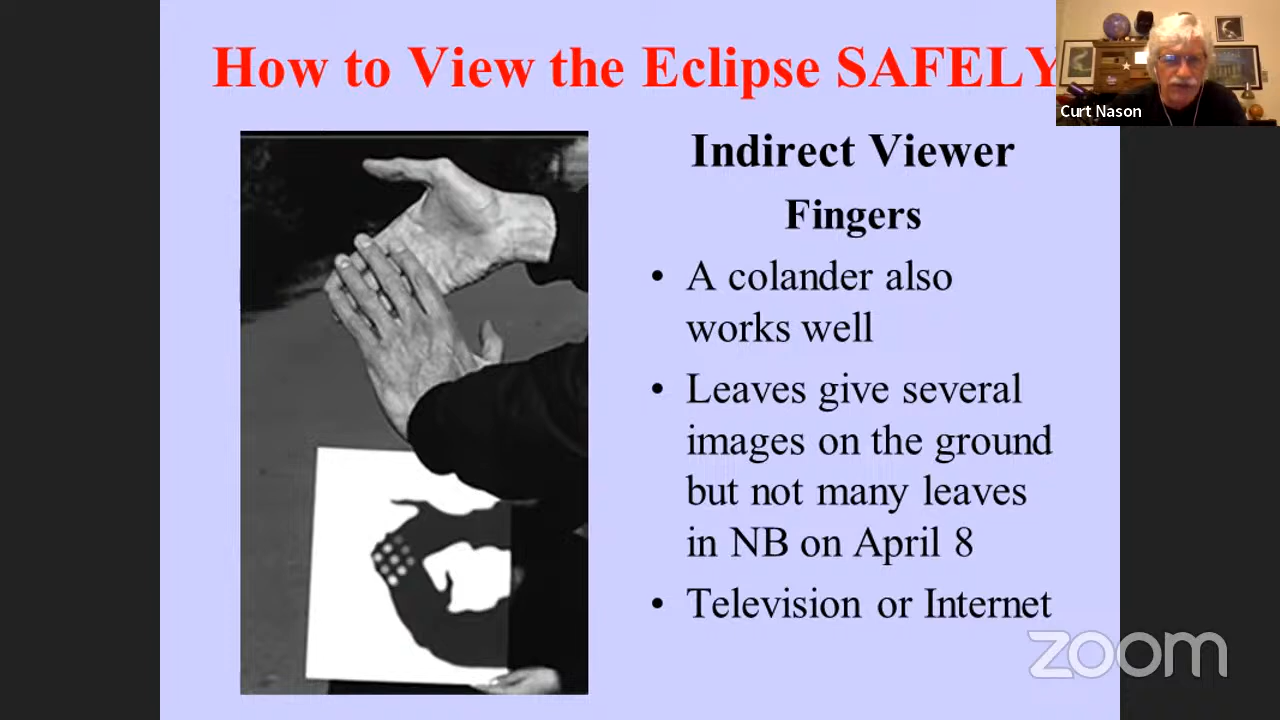 How to View the Eclipse SAFELY
Curt Nason
Indirect Viewer
Fingers
• A colander also
works well
• Leaves give several
images on the ground
but not many leaves
in NB on April 8
• Television or Internet
zoom